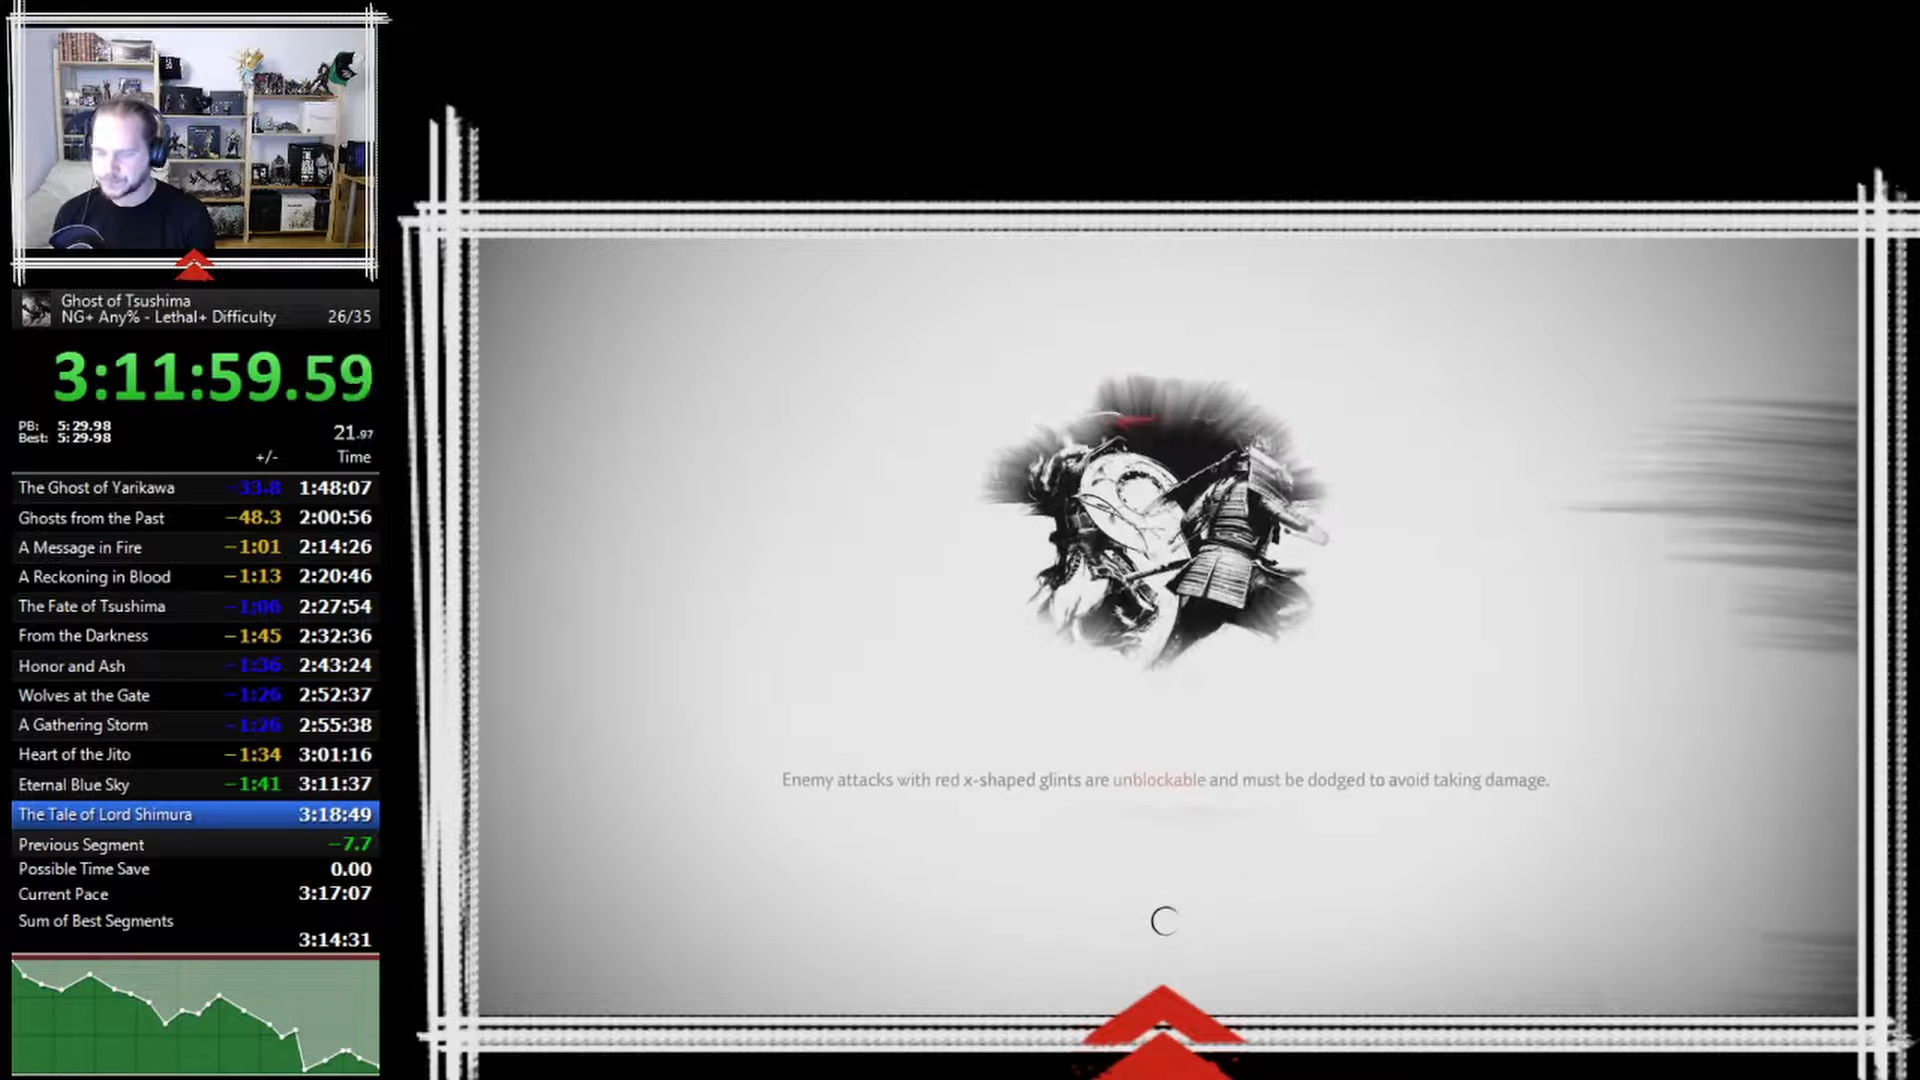 Ghost of Tsushima
NG+ Any% - Lethal+ Difficulty 26/35
3:11:59.59
PB: 5:29.98
Best: 5:29.98 21.97
+/- Time
The Ghost of Yarikawa -33.8 1:48:07
Ghosts from the Past -48.3 2:00:56
A Message in Fire -1:01 2:14:26
A Reckoning in Blood -1:13 2:20:46
The Fate of Tsushima -1:06 2:27:54
From the Darkness -1:45 2:32:36
Honor and Ash -1:36 2:43:24
Wolves at the Gate -1:26 2:52:37
A Gathering Storm -1:26 2:55:38
Heart of the Jito -1:34 3:01:16
Eternal Blue Sky -1:41 3:11:37
The Tale of Lord Shimura 3:18:49
Previous Segment -7.7
Possible Time Save 0.00
Current Pace 3:17:07
Sum of Best Segments
3:14:31
Enemy attacks with red x-shaped glints are unblockable and must be dodged to avoid taking damage.